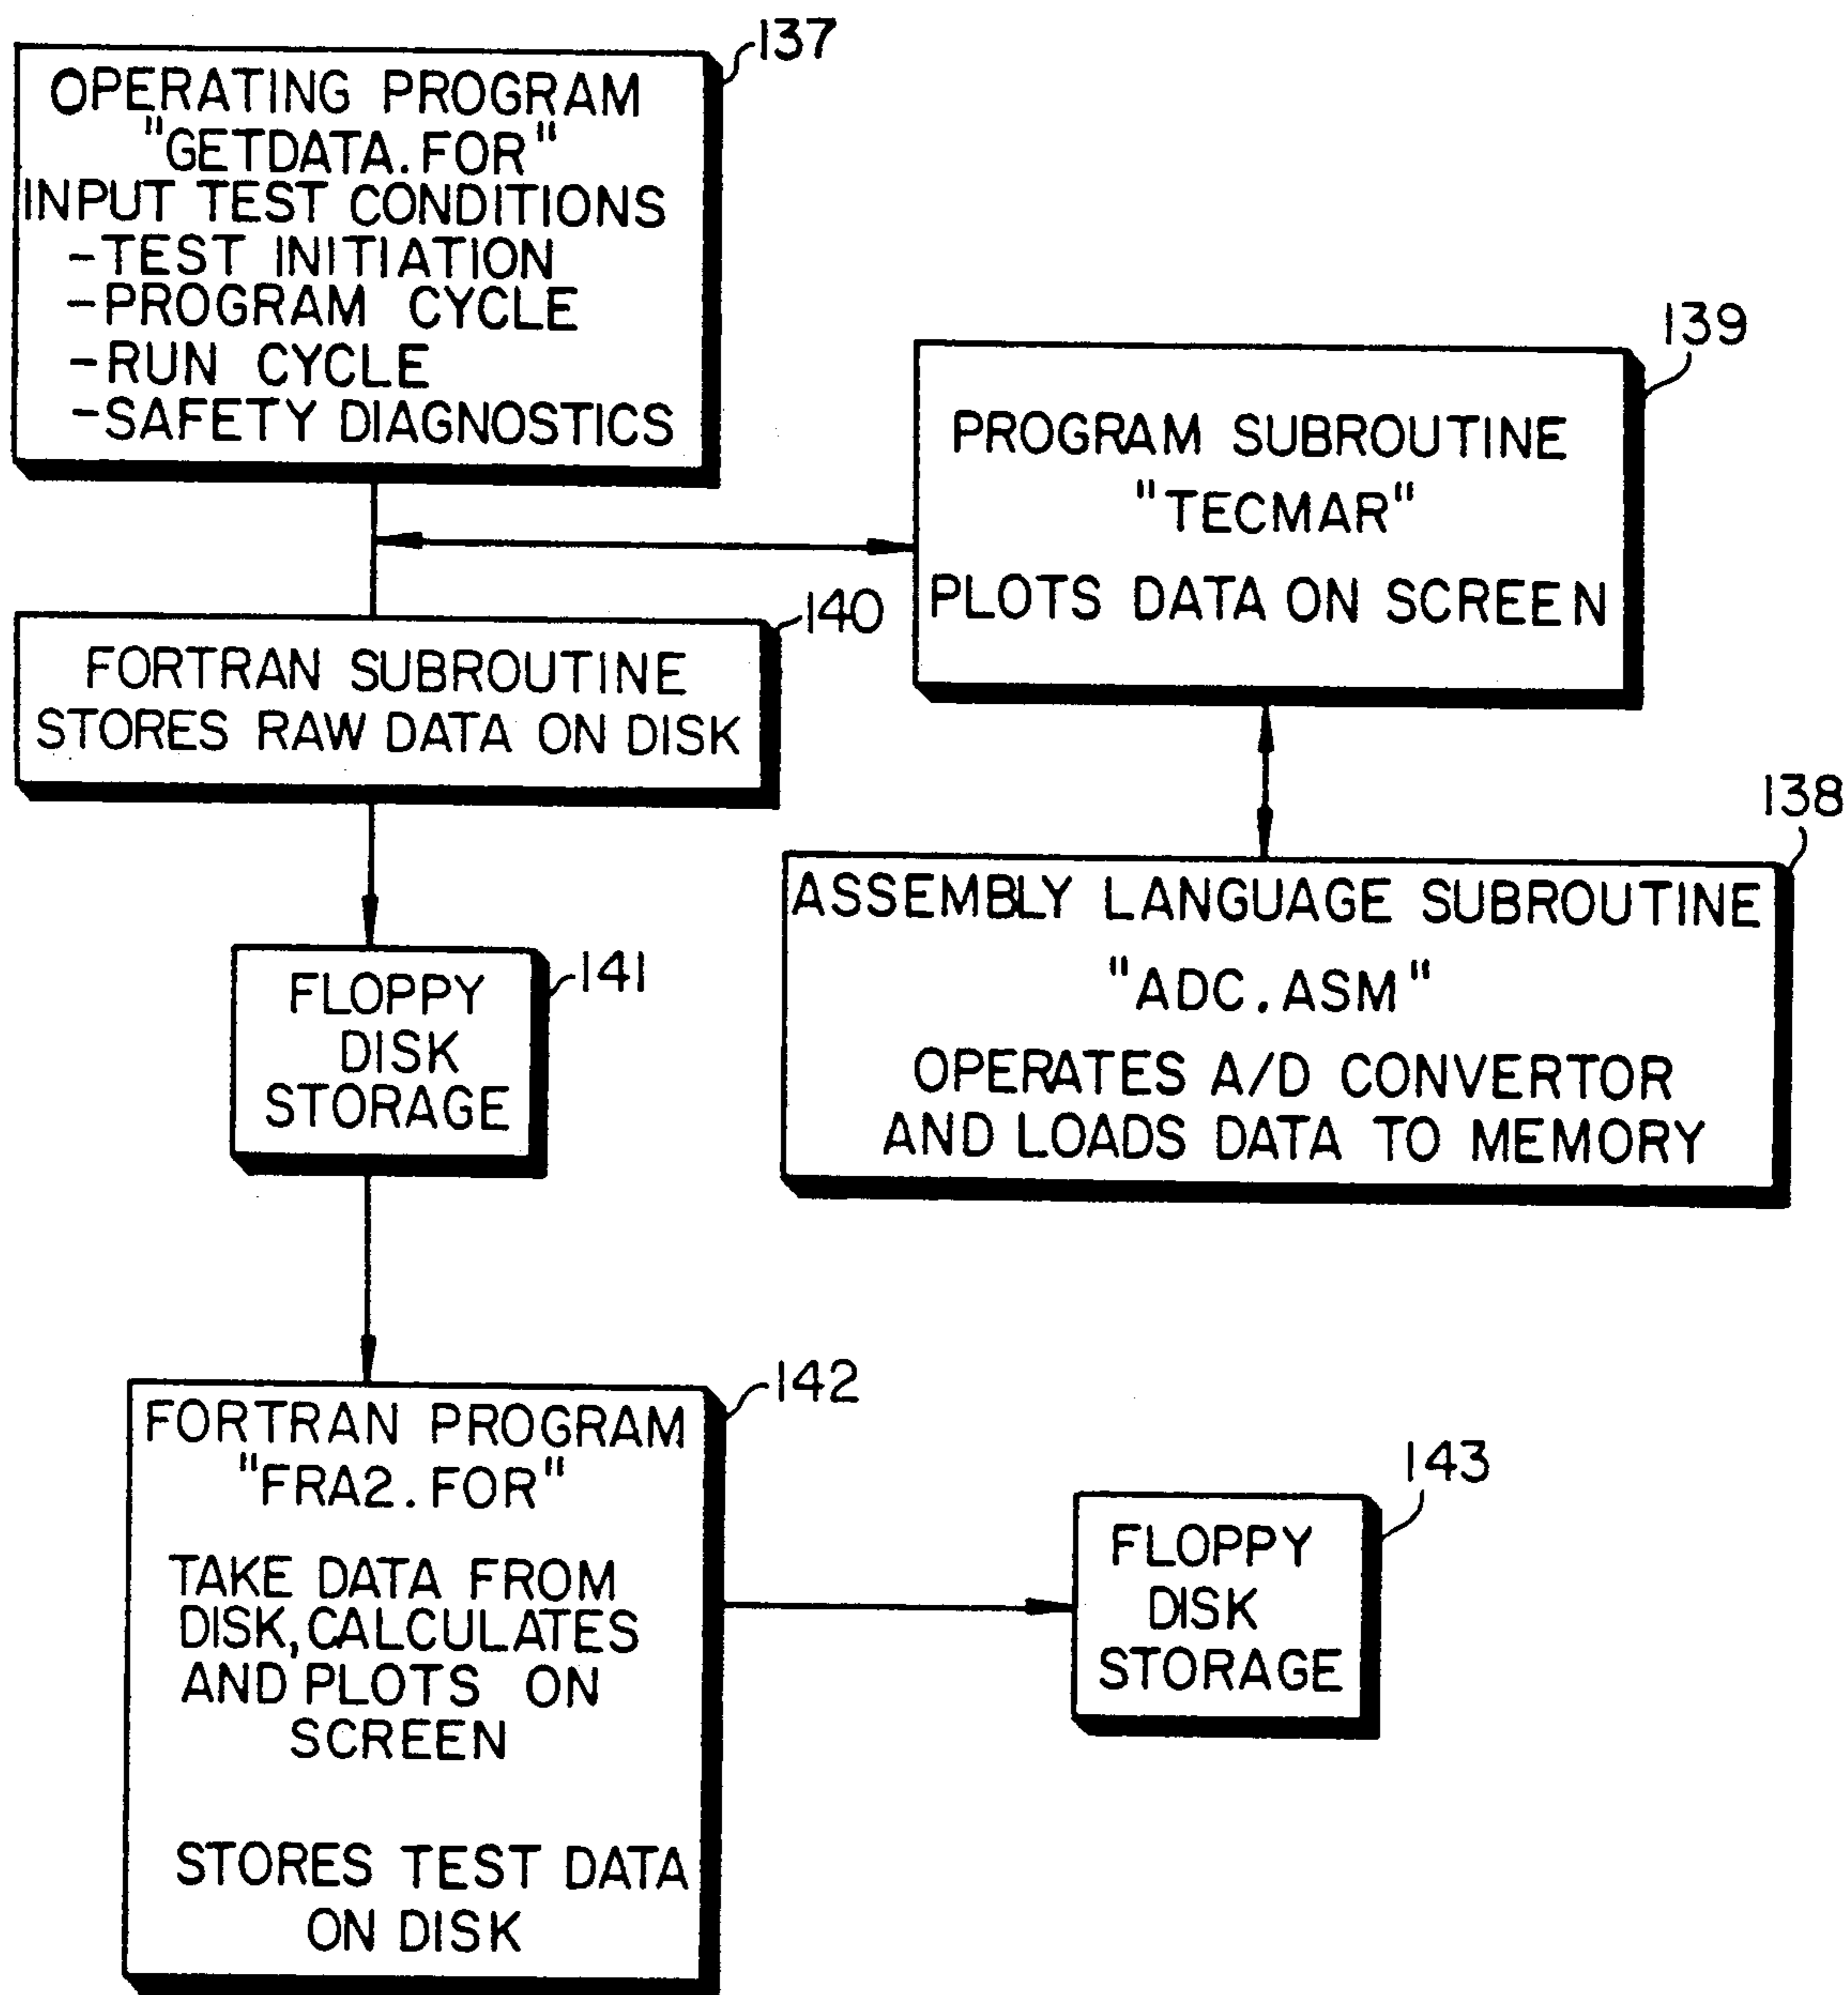 137
OPERATING PROGRAM
"GETDATA.FOR"
INPUT TEST CONDITIONS
-TEST INITIATION
-PROGRAM CYCLE
-RUN CYCLE
-SAFETY DIAGNOSTICS
139
PROGRAM SUBROUTINE
"TECMAR"
PLOTS DATA ON SCREEN
140
FORTRAN SUBROUTINE
STORES RAW DATA ON DISK
138
ASSEMBLY LANGUAGE SUBROUTINE
"ADC.ASM"
OPERATES A/D CONVERTOR
AND LOADS DATA TO MEMORY
141
FLOPPY
DISK
STORAGE
142
FORTRAN PROGRAM
"FRA2.FOR"
TAKE DATA FROM
DISK, CALCULATES
AND PLOTS ON
SCREEN
STORES TEST DATA
ON DISK
143
FLOPPY
DISK
STORAGE